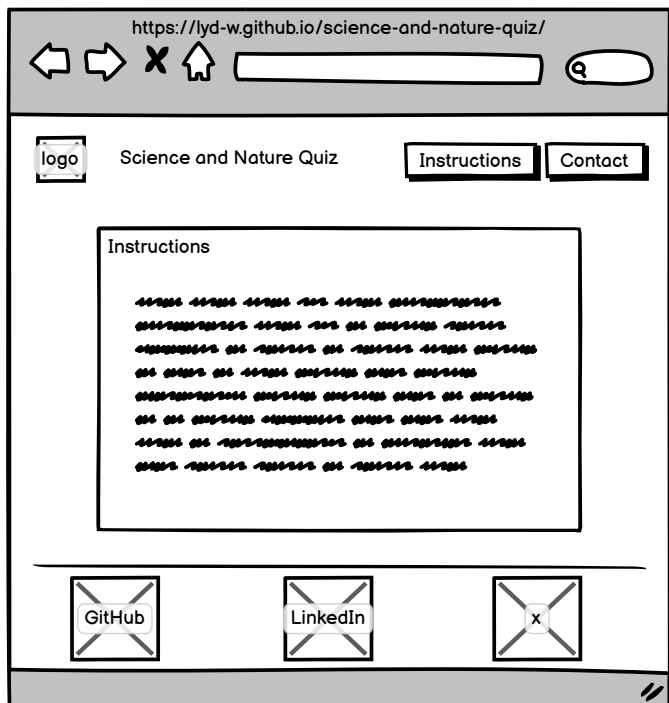 https://lyd-w.github.io/science-and-nature-quiz/
logo
Science and Nature Quiz
Instructions
Contact
Instructions
GitHub
LinkedIn
x